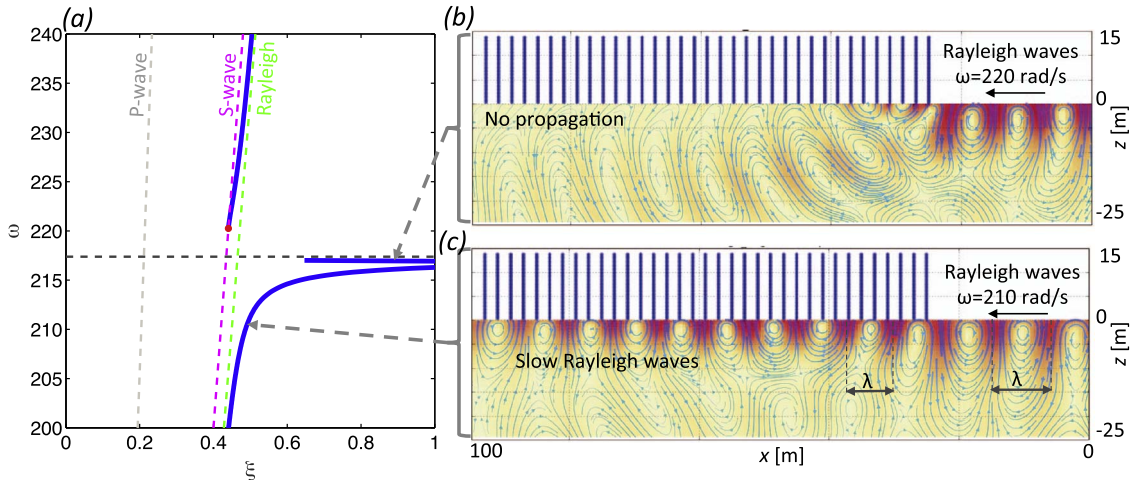 (a)
240
235
230
225
220
215
210
205
200
ω
0
0.2
0.4
0.6
0.8
1
ξ
P-wave
S-wave
Rayleigh
(b)
No propagation
Rayleigh waves
ω=220 rad/s
15
0
-25
z [m]
(c)
Slow Rayleigh waves
λ
λ
Rayleigh waves
ω=210 rad/s
15
0
-25
z [m]
100
x [m]
0